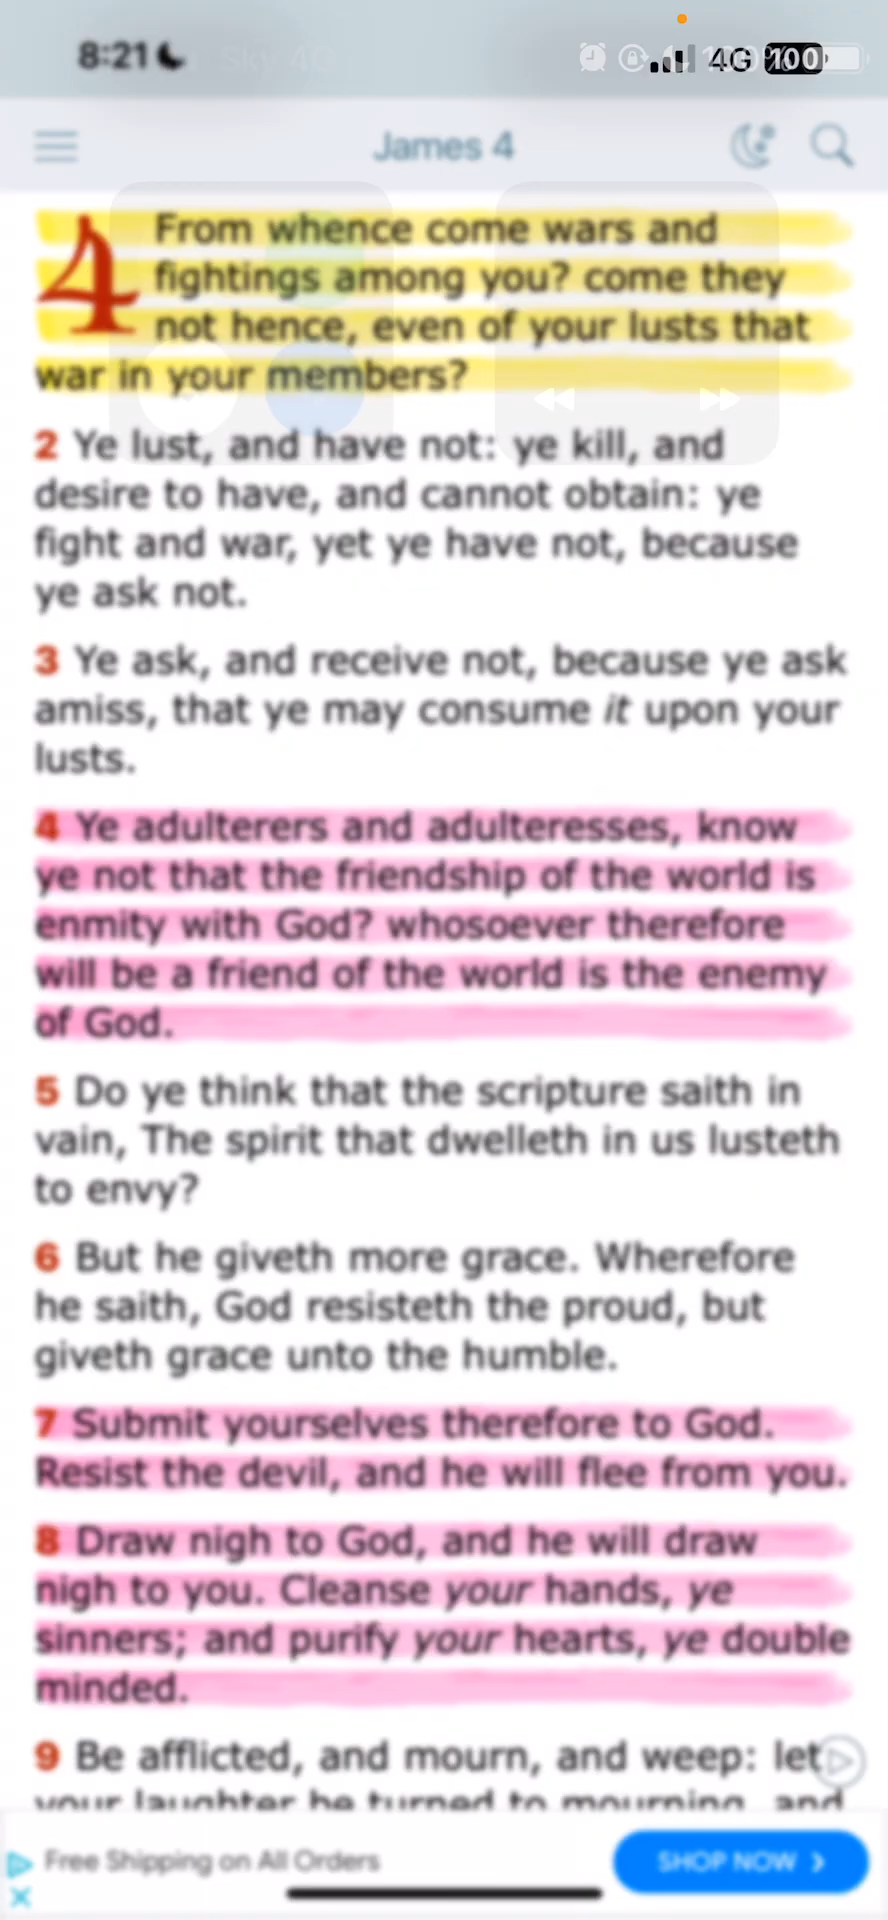 8:21 Sky 4G 4G 100
James 4
4 From whence come wars and
fightings among you? come they
not hence, even of your lusts that
war in your members?
2 Ye lust, and have not: ye kill, and
desire to have, and cannot obtain: ye
fight and war, yet ye have not, because
ye ask not.
3 Ye ask, and receive not, because ye ask
amiss, that ye may consume it upon your
lusts.
4 Ye adulterers and adulteresses, know
ye not that the friendship of the world is
enmity with God? whosoever therefore
will be a friend of the world is the enemy
of God.
5 Do ye think that the scripture saith in
vain, The spirit that dwelleth in us lusteth
to envy?
6 But he giveth more grace. Wherefore
he saith, God resisteth the proud, but
giveth grace unto the humble.
7 Submit yourselves therefore to God.
Resist the devil, and he will flee from you.
8 Draw nigh to God, and he will draw
nigh to you. Cleanse your hands, ye
sinners; and purify your hearts, ye double
minded.
9 Be afflicted, and mourn, and weep: let
your laughter be turned to mourning, and
Free Shipping on All Orders
SHOP NOW